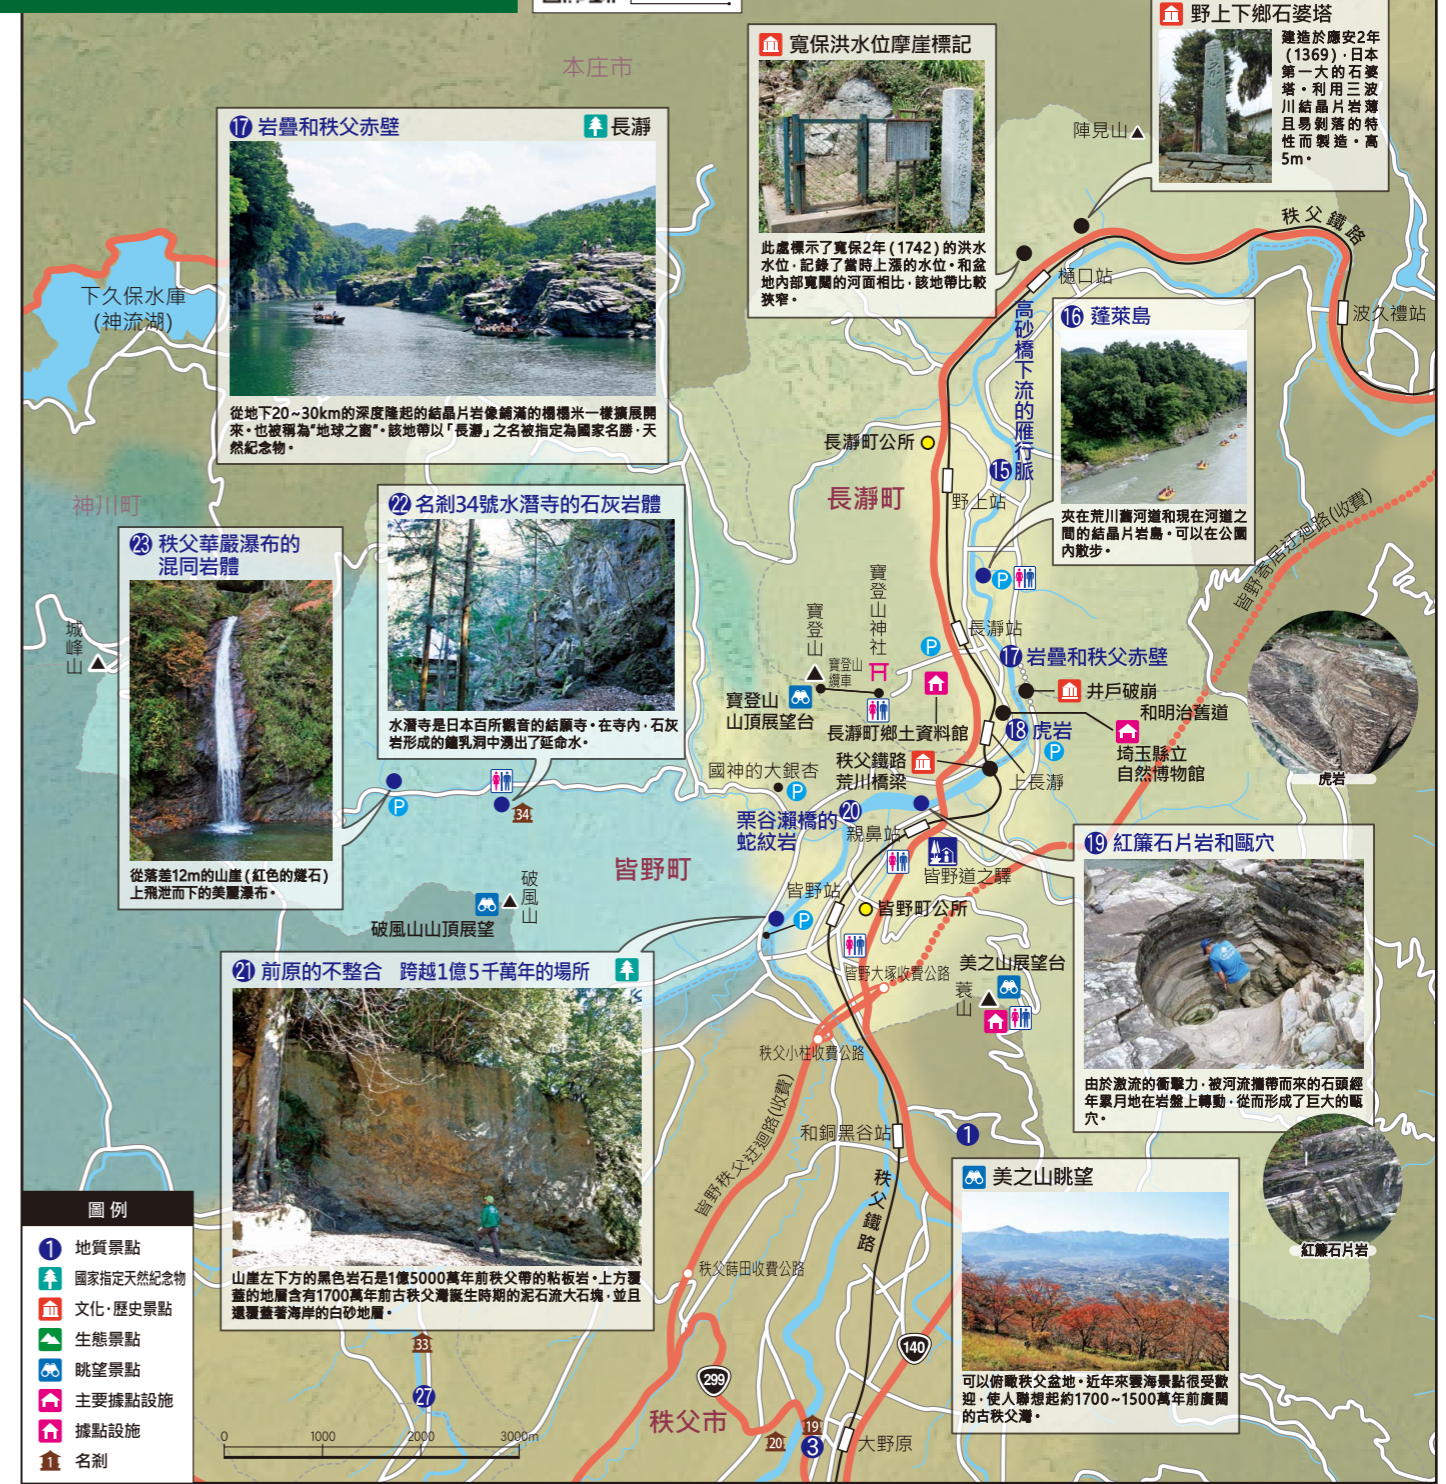 本庄市
野上下鄉石婆塔
建造於應安2年
(1369)，日本
第一大的石婆
塔。利用三波
川結晶片岩薄
且易剝落的特
性而製造。高
5m。
寬保洪水位摩崖標記
此處標示了寬保2年(1742)的洪水
水位，記錄了當時上漲的水位。和盆
地內部寬闊的河面相比，該地帶比較
狹窄。
17 岩疊和秩父赤壁
長瀞
從地下20~30km的深度隆起的結晶片岩像鋪滿的榻榻米一樣擴展開
來。也被稱為"地球之窗"。該地帶以「長瀞」之名被指定為國家名勝、天
然紀念物。
陣見山
秩父鐵路
樋口站
波久禮站
下久保水庫
(神流湖)
高砂橋下流的雁行脈
15
16 蓬萊島
夾在荒川舊河道和現在河道之
間的結晶片岩島。可以在公園
內散步。
長瀞町公所
長瀞町
野上站
皆野寄居迂迴路(收費)
神川町
22 名剎34號水潛寺的石灰岩體
水潛寺是日本百所觀音的結願寺。在寺內，石灰
岩形成的鐘乳洞中湧出了延命水。
23 秩父華嚴瀑布的
混同岩體
從落差12m的山崖(紅色的燧石)
上飛泄而下的美麗瀑布。
城峰山
寶登山
寶登山神社
寶登山
纜車
長瀞站
P
P
17 岩疊和秩父赤壁
井戶破崩
和明治舊道
寶登山
山頂展望台
長瀞町鄉土資料館
18 虎岩
P
埼玉縣立
自然博物館
虎岩
秩父鐵路
荒川橋梁
上長瀞
國神的大銀杏
P
P
34
栗谷瀨橋的
蛇紋岩
20
親鼻站
皆野道之驛
皆野町
破風山
破風山山頂展望
皆野站
P
皆野町公所
19 紅簾石片岩和甌穴
由於激流的衝擊力，被河流攜帶而來的石頭經
年累月地在岩盤上轉動，從而形成了巨大的甌
穴。
紅簾石片岩
21 前原的不整合 跨越1億5千萬年的場所
山崖左下方的黑色岩石是1億5000萬年前秩父帶的粘板岩。上方覆
蓋的地層含有1700萬年前古秩父灣誕生時期的泥石流大石塊，並且
還覆蓋著海岸的白砂地層。
皆野大塚收費公路
美之山展望台
蓑山
秩父小柱收費公路
皆野秩父迂迴路(收費)
和銅黑谷站
1
秩父鐵路
美之山眺望
可以俯瞰秩父盆地。近年來雲海景點很受歡
迎，使人聯想起約1700~1500萬年前廣闊
的古秩父灣。
秩父蒔田收費公路
圖例
1 地質景點
國家指定天然紀念物
文化·歷史景點
生態景點
眺望景點
主要據點設施
據點設施
1 名剎
33
27
299
140
秩父市
19
20
3
大野原
0 1000 2000 3000m